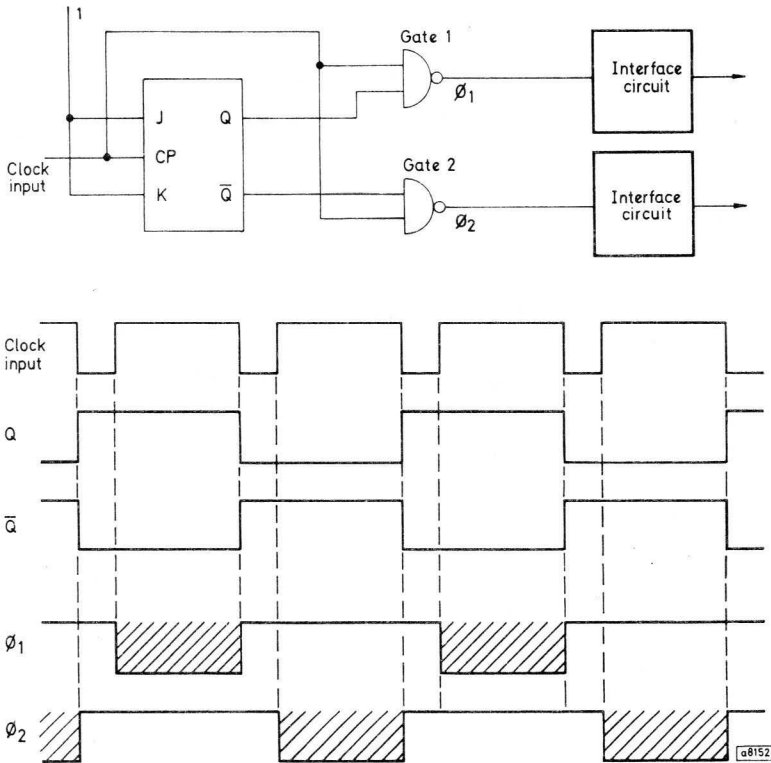 1
Gate 1
Interface
circuit
J
Q
Ø1
CP
Clock
input
K
Q̅
Gate 2
Interface
circuit
Ø2
Clock
input
Q
Q̅
Ø1
Ø2
a8152